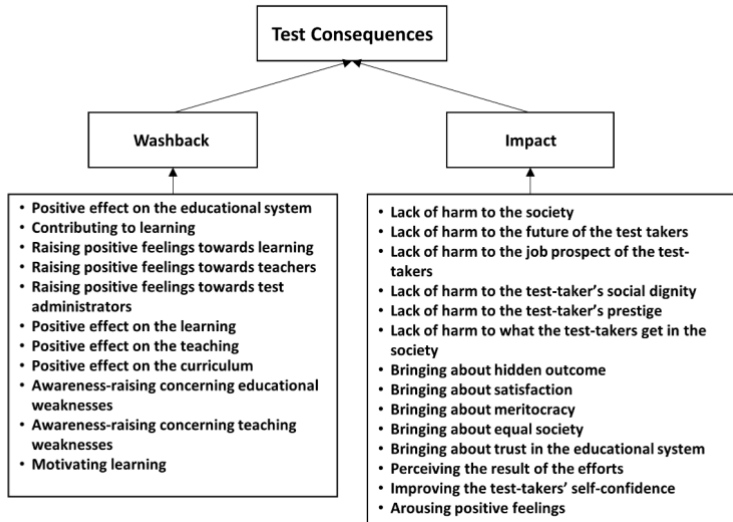 Test Consequences
Washback
Impact
• Positive effect on the educational system
• Contributing to learning
• Raising positive feelings towards learning
• Raising positive feelings towards teachers
• Raising positive feelings towards test
administrators
• Positive effect on the learning
• Positive effect on the teaching
• Positive effect on the curriculum
• Awareness-raising concerning educational
weaknesses
• Awareness-raising concerning teaching
weaknesses
• Motivating learning
• Lack of harm to the society
• Lack of harm to the future of the test takers
• Lack of harm to the job prospect of the test-
takers
• Lack of harm to the test-taker's social dignity
• Lack of harm to the test-taker's prestige
• Lack of harm to what the test-takers get in the
society
• Bringing about hidden outcome
• Bringing about satisfaction
• Bringing about meritocracy
• Bringing about equal society
• Bringing about trust in the educational system
• Perceiving the result of the efforts
• Improving the test-takers' self-confidence
• Arousing positive feelings